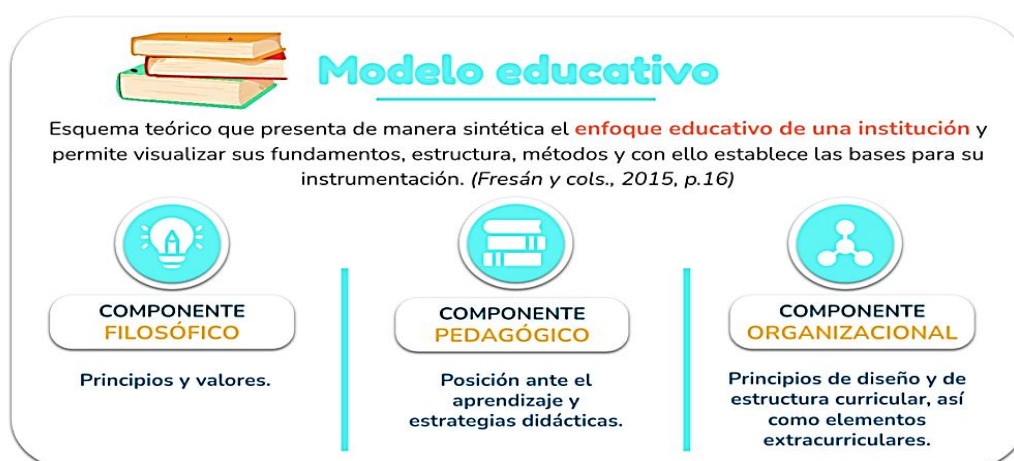 Modelo educativo
Esquema teórico que presenta de manera sintética el enfoque educativo de una institución y
permite visualizar sus fundamentos, estructura, métodos y con ello establece las bases para su
instrumentación. (Fresán y cols., 2015, p.16)
COMPONENTE
FILOSÓFICO
Principios y valores.
COMPONENTE
PEDAGÓGICO
Posición ante el
aprendizaje y
estrategias didácticas.
COMPONENTE
ORGANIZACIONAL
Principios de diseño y de
estructura curricular, así
como elementos
extracurriculares.